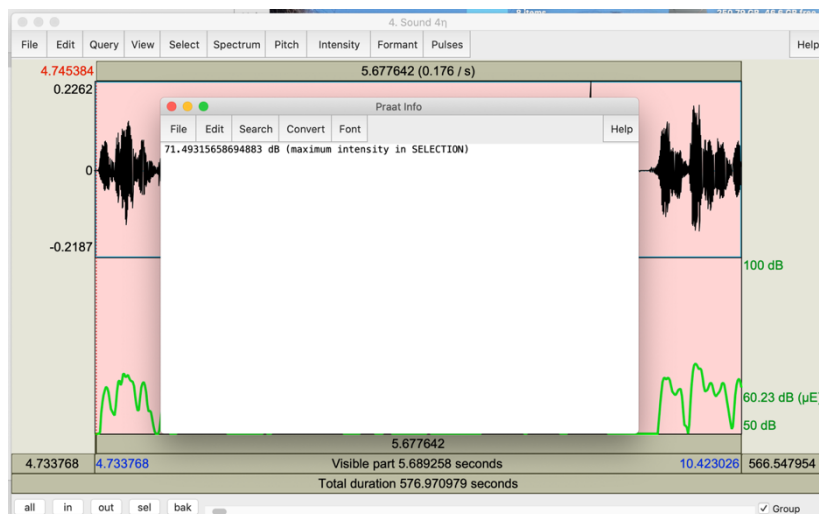 8 items
4. Sound 4η
File Edit Query View Select Spectrum Pitch Intensity Formant Pulses Help
4.745384 5.677642 (0.176 / s)
0.2262
Praat Info
File Edit Search Convert Font Help
71.49315658694883 dB (maximum intensity in SELECTION)
0
-0.2187
100 dB
60.23 dB (µE)
50 dB
5.677642
4.733768 4.733768 Visible part 5.689258 seconds 10.423026 566.547954
Total duration 576.970979 seconds
all in out sel bak Group